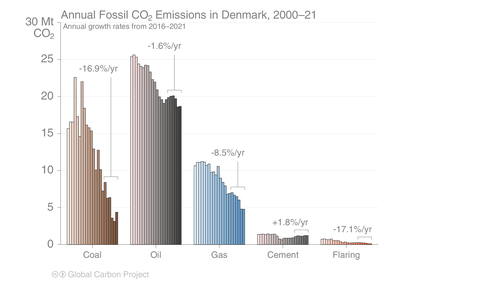 Annual Fossil CO₂ Emissions in Denmark, 2000–21
Annual growth rates from 2016–2021
30 Mt
CO₂
25
20
15
10
5
0
-16.9%/yr
-1.6%/yr
-8.5%/yr
+1.8%/yr
-17.1%/yr
Coal
Oil
Gas
Cement
Flaring
Global Carbon Project